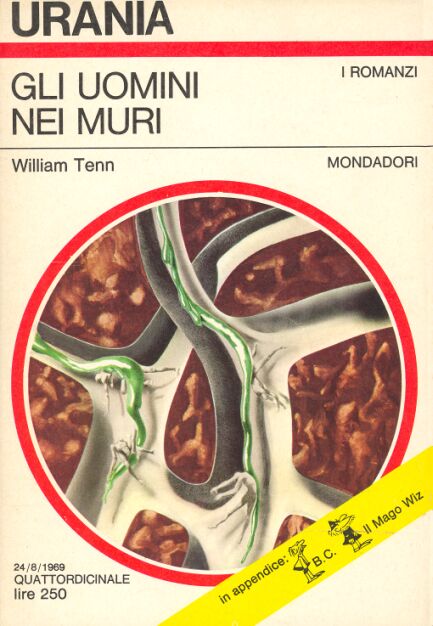 URANIA
I ROMANZI
GLI UOMINI
NEI MURI
William Tenn
MONDADORI
24/8/1969
QUATTORDICINALE
lire 250
in appendice:
B.C.
Il Mago Wiz